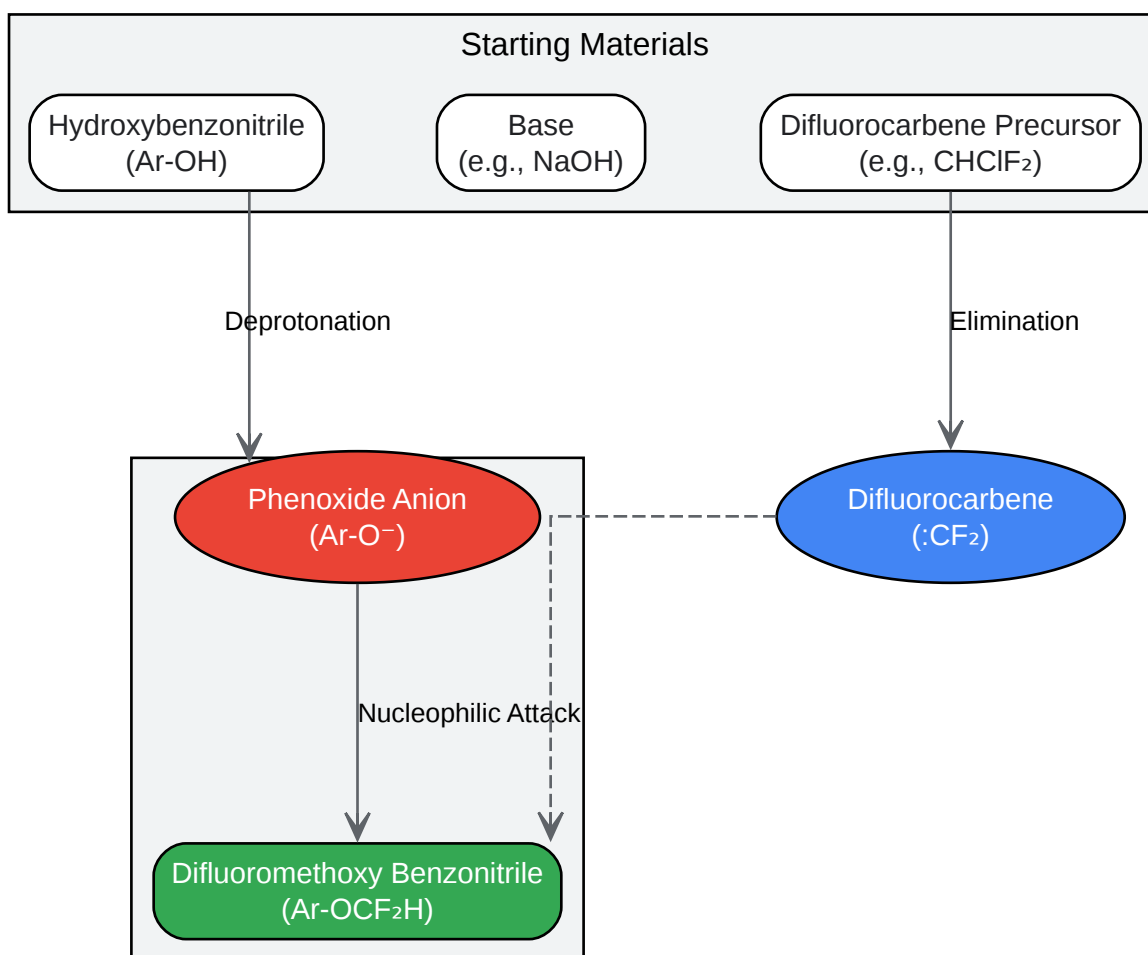 Starting Materials
Hydroxybenzonitrile
(Ar-OH)
Base
(e.g., NaOH)
Difluorocarbene Precursor
(e.g., CHClF₂)
Deprotonation
Elimination
Phenoxide Anion
(Ar-O⁻)
Difluorocarbene
(:CF₂)
Nucleophilic Attack
Difluoromethoxy Benzonitrile
(Ar-OCF₂H)